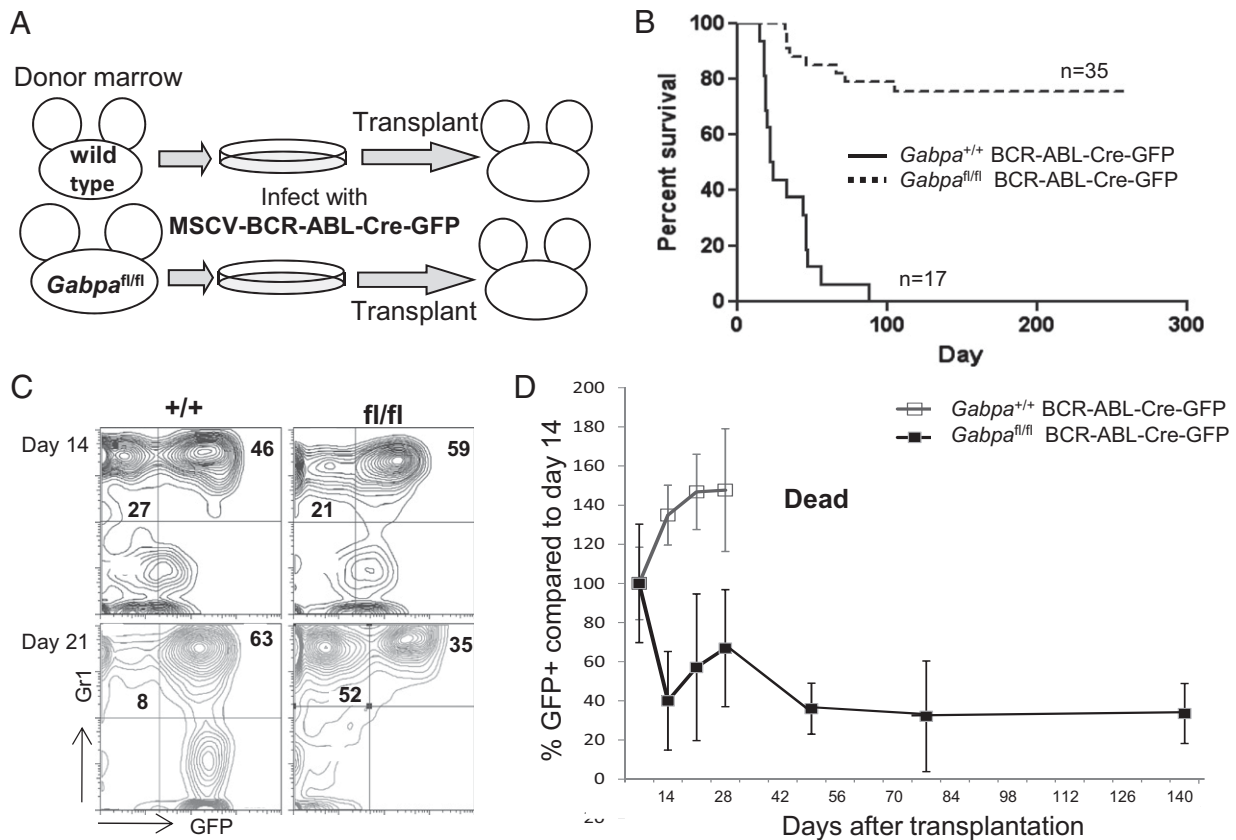 A
Donor marrow
wild
type
Transplant
Infect with
MSCV-BCR-ABL-Cre-GFP
Gabpafl/fl
Transplant
B
Percent survival
100
80
60
40
20
0
0 100 200 300
Day
n=35
Gabpa+/+ BCR-ABL-Cre-GFP
Gabpafl/fl BCR-ABL-Cre-GFP
n=17
C
+/+ fl/fl
Day 14
46
27
59
21
Day 21
63
8
35
52
Gr1
GFP
D
% GFP+ compared to day 14
200
180
160
140
120
100
80
60
40
20
0
20
Gabpa+/+ BCR-ABL-Cre-GFP
Gabpafl/fl BCR-ABL-Cre-GFP
Dead
14 28 42 56 70 84 98 112 126 140
Days after transplantation